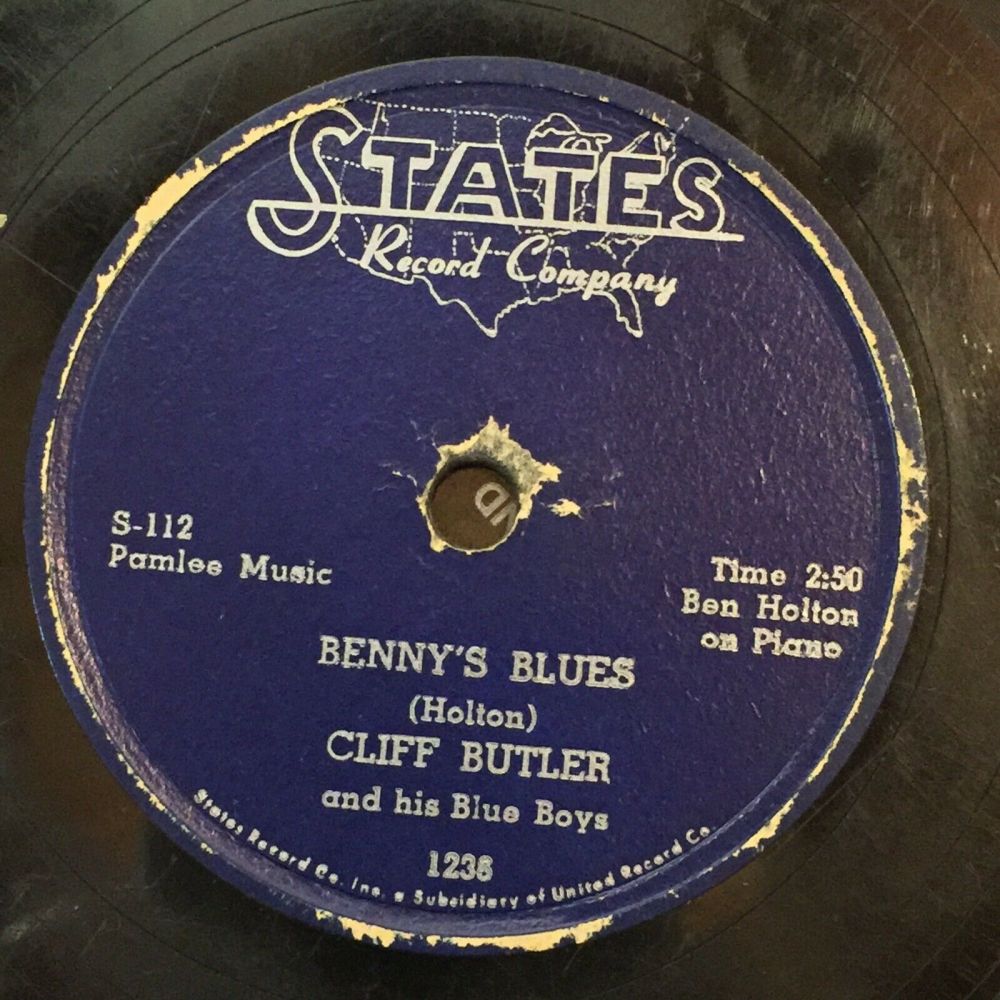 STATES
Record Company
S-112
Pamlee Music
Time 2:50
Ben Holton
on Piano
BENNY'S BLUES
(Holton)
CLIFF BUTLER
and his Blue Boys
1236
States Record Co. Inc. a Subsidiary of United Record Co.